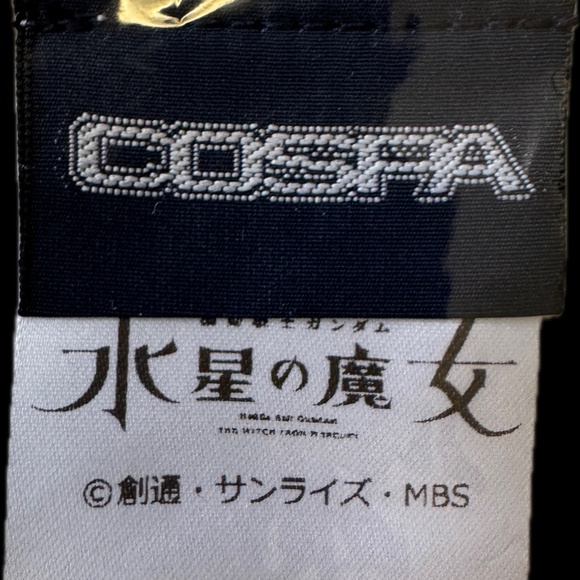 COSPA
機動戦士ガンダム
水星の魔女
Mobile Suit Gundam
THE WITCH FROM MERCURY
©創通・サンライズ・MBS